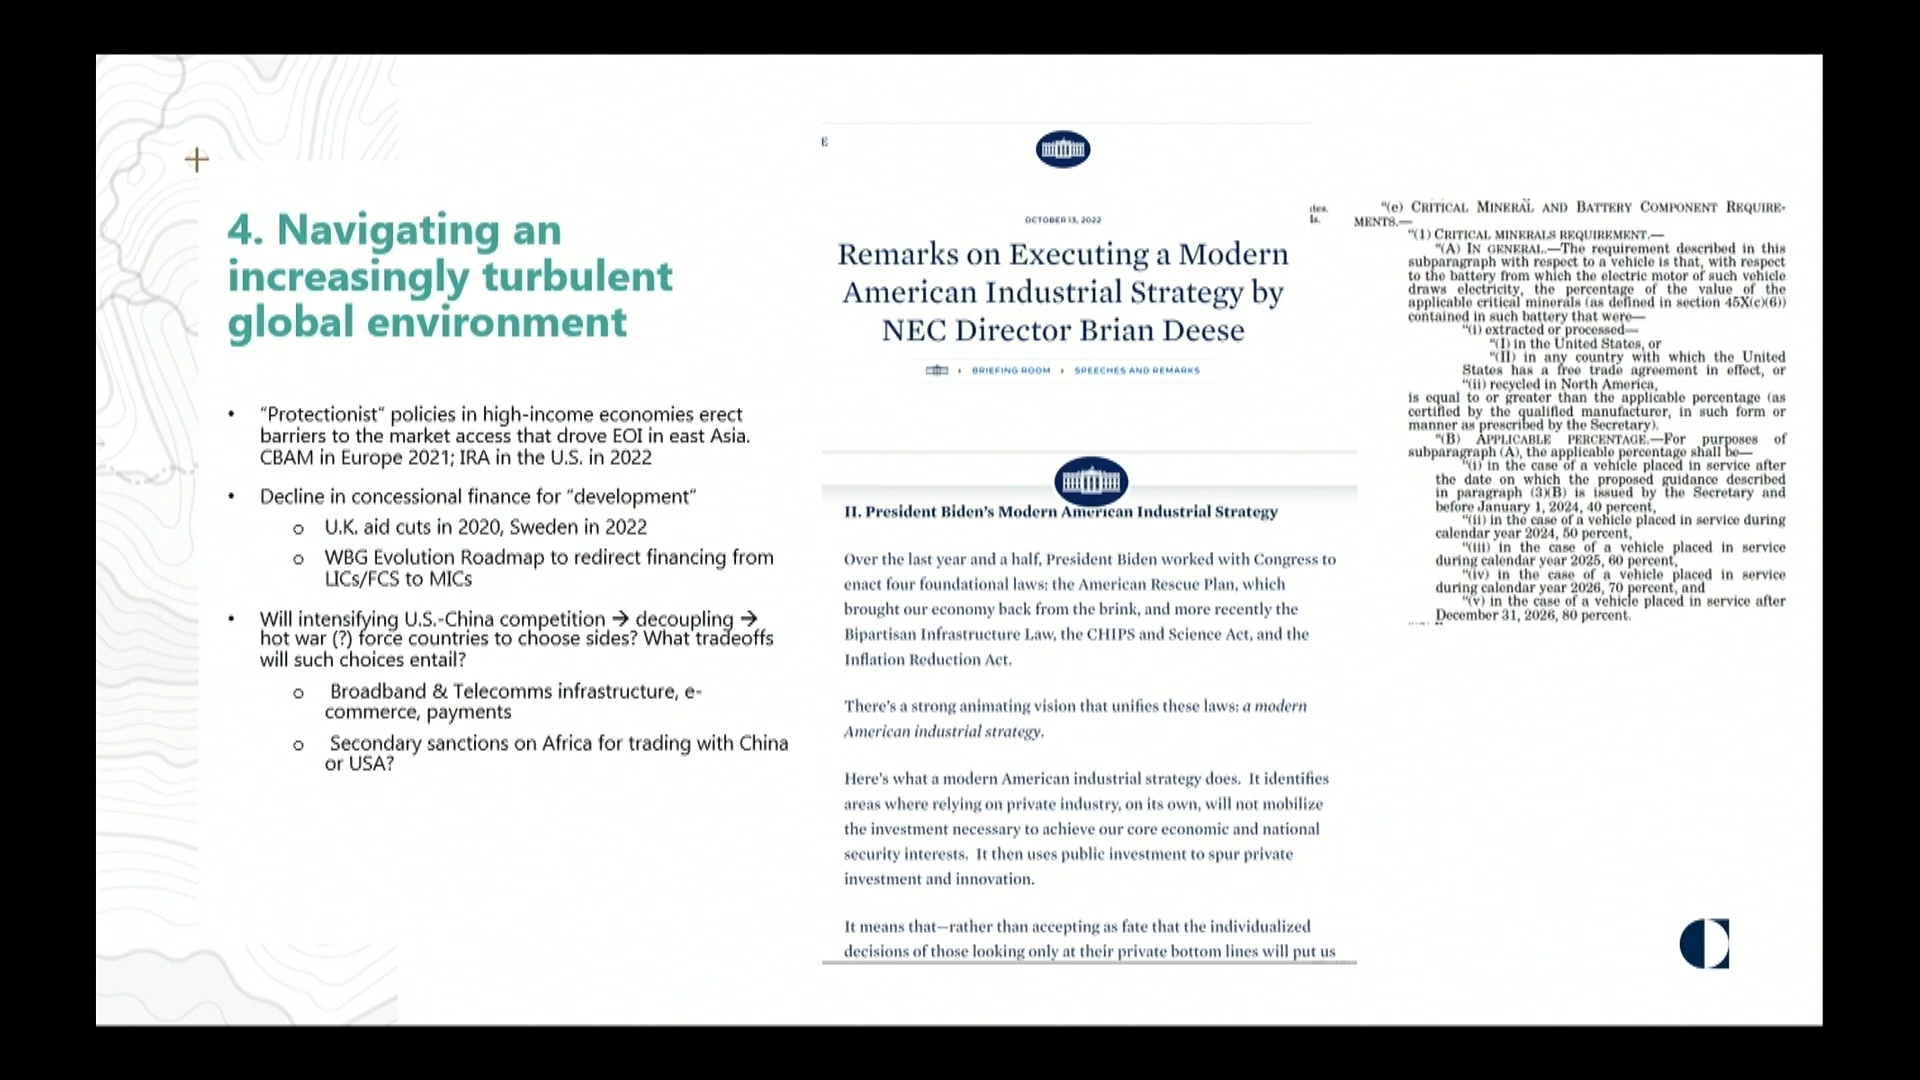 4. Navigating an
increasingly turbulent
global environment
• "Protectionist" policies in high-income economies erect
barriers to the market access that drove EOI in east Asia.
CBAM in Europe 2021; IRA in the U.S. in 2022
• Decline in concessional finance for "development"
o U.K. aid cuts in 2020, Sweden in 2022
o WBG Evolution Roadmap to redirect financing from
LICs/FCS to MICs
• Will intensifying U.S.-China competition → decoupling →
hot war (?) force countries to choose sides? What tradeoffs
will such choices entail?
o Broadband & Telecomms infrastructure, e-
commerce, payments
o Secondary sanctions on Africa for trading with China
or USA?
OCTOBER 13, 2022
Remarks on Executing a Modern
American Industrial Strategy by
NEC Director Brian Deese
› BRIEFING ROOM › SPEECHES AND REMARKS
II. President Biden's Modern American Industrial Strategy
Over the last year and a half, President Biden worked with Congress to
enact four foundational laws: the American Rescue Plan, which
brought our economy back from the brink, and more recently the
Bipartisan Infrastructure Law, the CHIPS and Science Act, and the
Inflation Reduction Act.
There's a strong animating vision that unifies these laws: a modern
American industrial strategy.
Here's what a modern American industrial strategy does. It identifies
areas where relying on private industry, on its own, will not mobilize
the investment necessary to achieve our core economic and national
security interests. It then uses public investment to spur private
investment and innovation.
It means that—rather than accepting as fate that the individualized
decisions of those looking only at their private bottom lines will put us
"(e) CRITICAL MINERAL AND BATTERY COMPONENT REQUIRE-
MENTS.—
"(1) CRITICAL MINERALS REQUIREMENT.—
"(A) IN GENERAL.—The requirement described in this
subparagraph with respect to a vehicle is that, with respect
to the battery from which the electric motor of such vehicle
draws electricity, the percentage of the value of the
applicable critical minerals (as defined in section 45X(c)(6))
contained in such battery that were—
"(i) extracted or processed—
"(I) in the United States, or
"(II) in any country with which the United
States has a free trade agreement in effect, or
"(ii) recycled in North America,
is equal to or greater than the applicable percentage (as
certified by the qualified manufacturer, in such form or
manner as prescribed by the Secretary).
"(B) APPLICABLE PERCENTAGE.—For purposes of
subparagraph (A), the applicable percentage shall be—
"(i) in the case of a vehicle placed in service after
the date on which the proposed guidance described
in paragraph (3)(B) is issued by the Secretary and
before January 1, 2024, 40 percent,
"(ii) in the case of a vehicle placed in service during
calendar year 2024, 50 percent,
"(iii) in the case of a vehicle placed in service
during calendar year 2025, 60 percent,
"(iv) in the case of a vehicle placed in service
during calendar year 2026, 70 percent, and
"(v) in the case of a vehicle placed in service after
December 31, 2026, 80 percent.